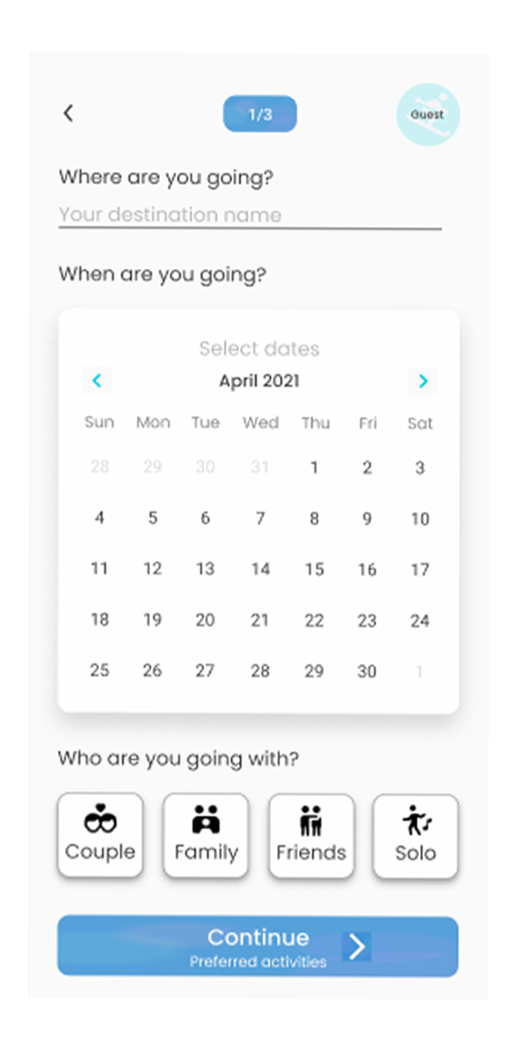 1/3
Guest
Where are you going?
Your destination name
When are you going?
Select dates
April 2021
Sun Mon Tue Wed Thu Fri Sat
28 29 30 31 1 2 3
4 5 6 7 8 9 10
11 12 13 14 15 16 17
18 19 20 21 22 23 24
25 26 27 28 29 30 1
Who are you going with?
Couple Family Friends Solo
Continue
Preferred activities